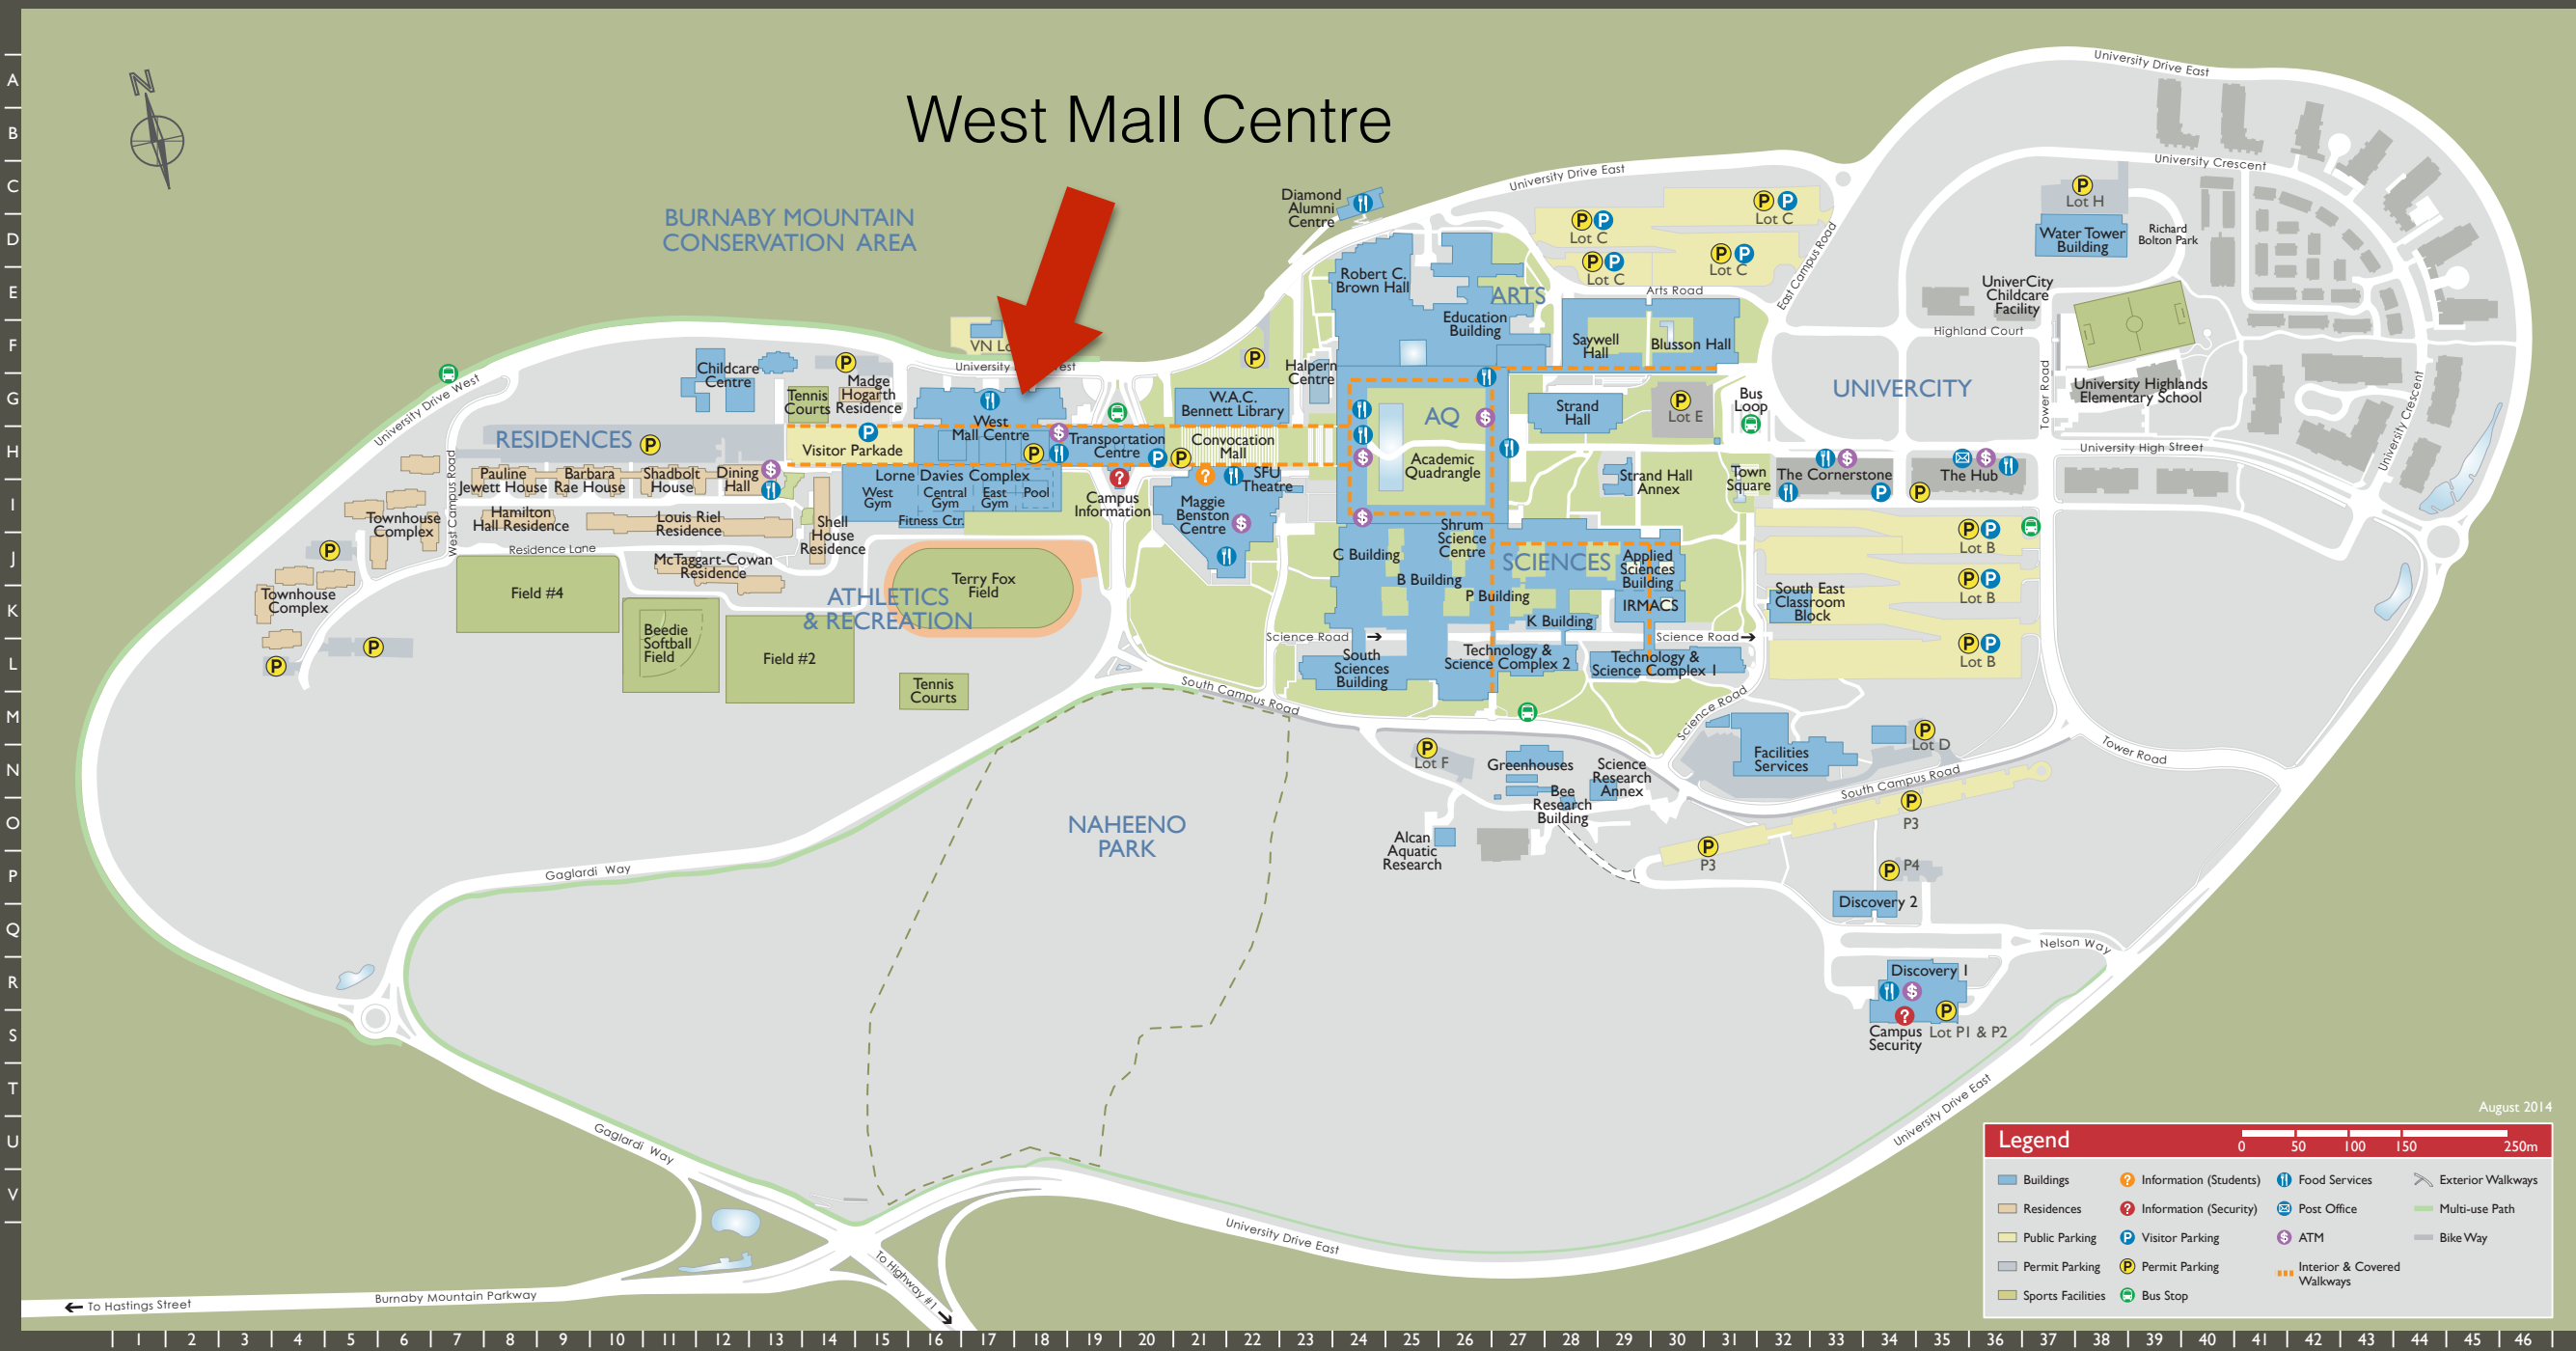 West Mall Centre
N
A
B
C
D
E
F
G
H
I
J
K
L
M
N
O
P
Q
R
S
T
U
V
BURNABY MOUNTAIN
CONSERVATION AREA
University Drive East
University Drive East
University Crescent
Diamond
Alumni
Centre
P
P P
Lot C
P P
Lot C
P P
Lot C
P P
Lot C
P
Lot H
Water Tower
Building
Richard
Bolton Park
East Campus Road
Robert C.
Brown Hall
ARTS
Education
Building
Arts Road
Saywell
Hall
Blusson Hall
UniverCity
Childcare
Facility
Highland Court
VN Lo
University
est
Halpern
Centre
University Drive West
Childcare
Centre
P
Madge
Hogarth
Residence
Tennis
Courts
West
Mall Centre
W.A.C.
Bennett Library
P
AQ
Academic
Quadrangle
Strand
Hall
P
Lot E
Bus
Loop
UNIVERCITY
Tower Road
University Highlands
Elementary School
University Crescent
RESIDENCES
P
P
Visitor Parkade
$
P
Transportation
Centre
P
P
Convocation
Mall
University High Street
West Campus Road
Pauline
Jewett House
Barbara
Rae House
Shadbolt
House
Dining
Hall
$
Lorne Davies Complex
West
Gym
Central
Gym
East
Gym
Pool
Fitness Ctr.
?
Campus
Information
?
SFU
Theatre
Maggie
Benston
Centre
$
$
$
$
Strand Hall
Annex
Town
Square
The Cornerstone
$
P
P
The Hub
$
Townhouse
Complex
Hamilton
Hall Residence
Louis Riel
Residence
Shell
House
Residence
Residence Lane
McTaggart-Cowan
Residence
P
Townhouse
Complex
P
P
Field #4
Beedie
Softball
Field
Field #2
ATHLETICS
& RECREATION
Terry Fox
Field
Tennis
Courts
C Building
B Building
Shrum
Science
Centre
P Building
K Building
SCIENCES
Applied
Sciences
Building
IRMACS
Science Road
Science Road
South
Sciences
Building
Technology &
Science Complex 2
Technology &
Science Complex 1
South East
Classroom
Block
P P
Lot B
P P
Lot B
P P
Lot B
South Campus Road
Science Road
P
Lot F
Greenhouses
Science
Research
Annex
Bee
Research
Building
Alcan
Aquatic
Research
Facilities
Services
P
Lot D
South Campus Road
Tower Road
P
P3
P
P3
P P4
Discovery 2
Nelson Way
Discovery 1
$
?
P
Campus
Security
Lot P1 & P2
NAHEENO
PARK
Gaglardi Way
Gaglardi Way
University Drive East
University Drive East
To Highway #1
Burnaby Mountain Parkway
To Hastings Street
August 2014
Legend
0 50 100 150 250m
Buildings
Residences
Public Parking
Permit Parking
Sports Facilities
? Information (Students)
? Information (Security)
P Visitor Parking
P Permit Parking
Bus Stop
Food Services
Post Office
$ ATM
Interior & Covered
Walkways
Exterior Walkways
Multi-use Path
Bike Way
1 2 3 4 5 6 7 8 9 10 11 12 13 14 15 16 17 18 19 20 21 22 23 24 25 26 27 28 29 30 31 32 33 34 35 36 37 38 39 40 41 42 43 44 45 46